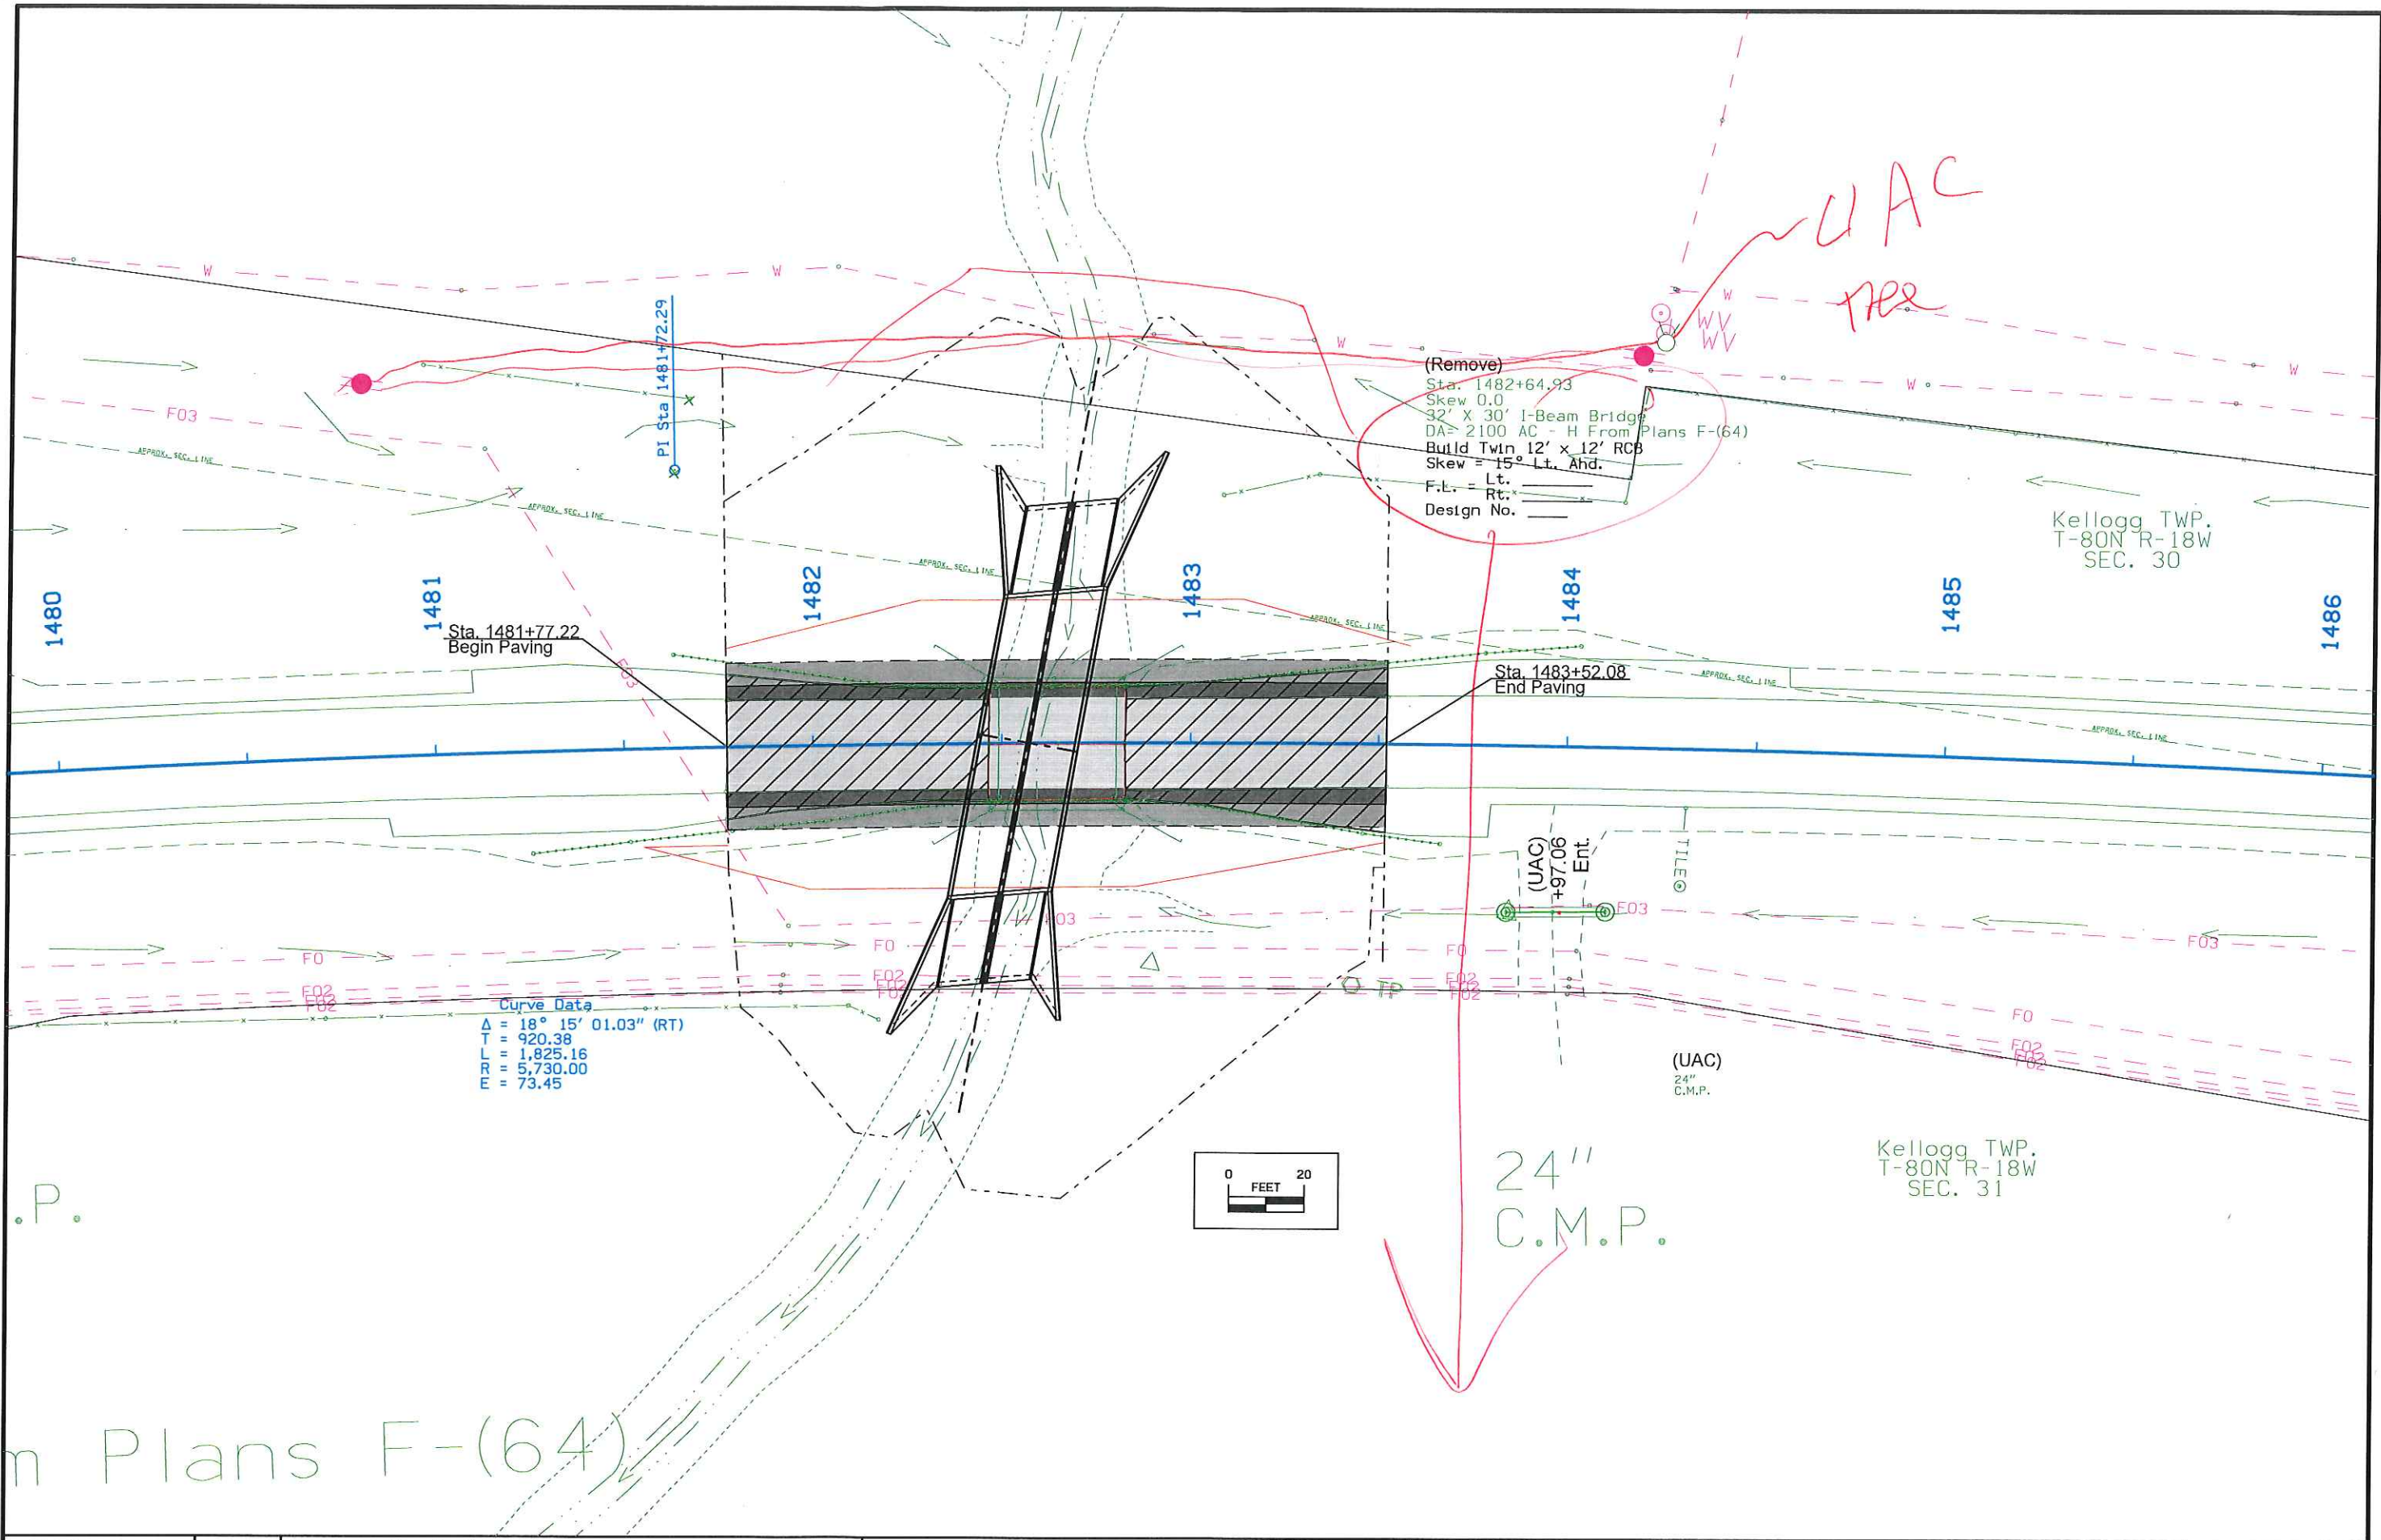 UAC
W
W
W
W
W
W
WV
WV
PI Sta 1481+72.29
F03
(Remove)
Sta. 1482+64.93
Skew 0.0
32' X 30' I-Beam Bridge
DA= 2100 AC - H From Plans F-(64)
Build Twin 12' x 12' RCB
Skew = 15° Lt. Ahd.
F.L. = Lt.
Rt.
Design No.
APPROX. SEC. LINE
APPROX. SEC. LINE
APPROX. SEC. LINE
APPROX. SEC. LINE
APPROX. SEC. LINE
APPROX. SEC. LINE
Kellogg TWP.
T-80N R-18W
SEC. 30
1480
1481
1482
1483
1484
1485
1486
Sta. 1481+77.22
Begin Paving
F03
Sta. 1483+52.08
End Paving
(UAC)
+97.06
Ent.
TILE
F03
F03
F03
F0
F0
F0
F0
F02
F02
F02
F02
F02
F02
F02
F02
TP
Curve Data
Δ = 18° 15' 01.03" (RT)
T = 920.38
L = 1,825.16
R = 5,730.00
E = 73.45
(UAC)
24"
C.M.P.
0 20
FEET
24"
C.M.P.
Kellogg TWP.
T-80N R-18W
SEC. 31
.P.
m Plans F-(64)